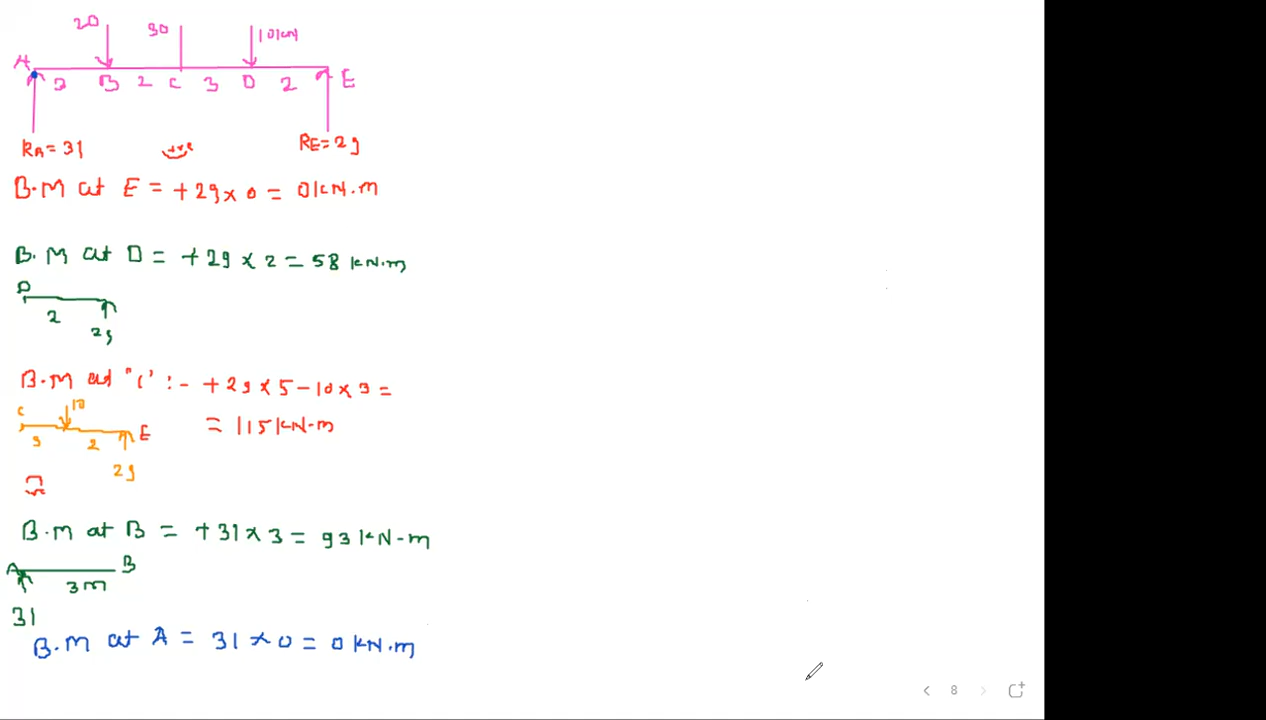 20 30 10kN
A 3 B 2 C 3 D 2 E
RA = 31 +ve RE = 29
B.M at E = +29 x 0 = 0 kN.m
B.M at D = +29 x 2 = 58 kN.m
D
2
29
B.M at "C" :- +29 x 5 - 10 x 3 =
C 10
3 2 E = 115 kN-m
29
-ve
B.M at B = +31 x 3 = 93 kN-m
A B
3m
31
B.M at A = 31 x 0 = 0 kN.m
8